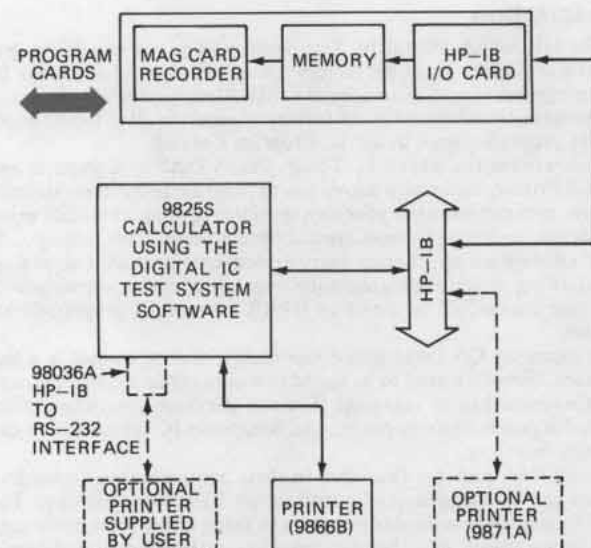 PROGRAM
CARDS
MAG CARD
RECORDER
MEMORY
HP–IB
I/O CARD
9825S
CALCULATOR
USING THE
DIGITAL IC
TEST SYSTEM
SOFTWARE
HP–IB
98036A
HP–IB
TO
RS–232
INTERFACE
OPTIONAL
PRINTER
SUPPLIED
BY USER
PRINTER
(9866B)
OPTIONAL
PRINTER
(9871A)